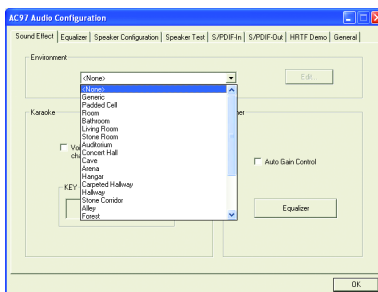 AC97 Audio Configuration
Sound Effect Equalizer Speaker Configuration Speaker Test S/PDIF-In S/PDIF-Out HRTF Demo General
Environment
<None>
Edit...
<None>
Generic
Padded Cell
Room
Bathroom
Living Room
Stone Room
Auditorium
Concert Hall
Cave
Arena
Hangar
Carpeted Hallway
Hallway
Stone Corridor
Alley
Forest
Karaoke
Auto Gain Control
KEY
Equalizer
OK